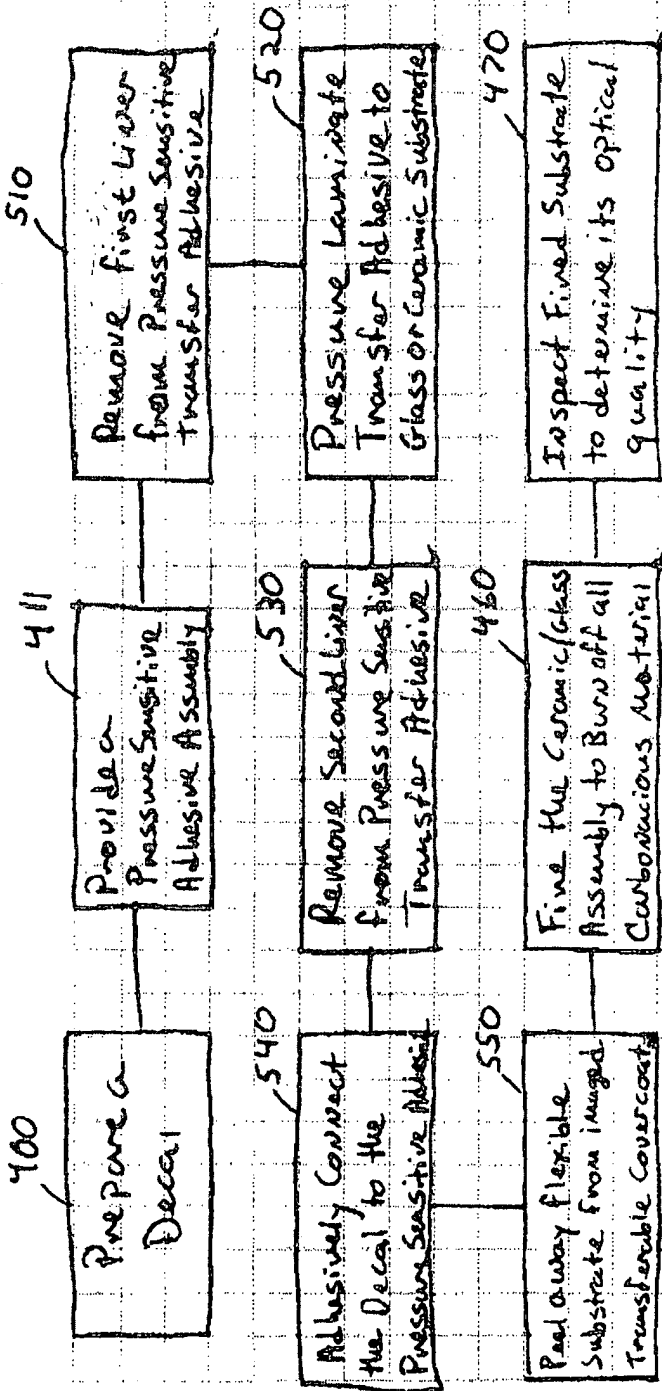 400
Prepare a
Decal
411
Provide a
Pressure Sensitive
Adhesive Assembly
510
Remove first Liner
from Pressure Sensitive
Transfer Adhesive
520
Pressure Laminate
Transfer Adhesive to
Glass or Ceramic Substrate
530
Remove Second Liner
from Pressure Sensitive
Transfer Adhesive
540
Adhesively Connect
the Decal to the
Pressure Sensitive Adhesive
550
Peel away flexible
Substrate from imaged
Transferable Covercoat
460
Fire the Ceramic/Glass
Assembly to Burn off all
Carbonacious Material
470
Inspect Fired Substrate
to determine its optical
quality